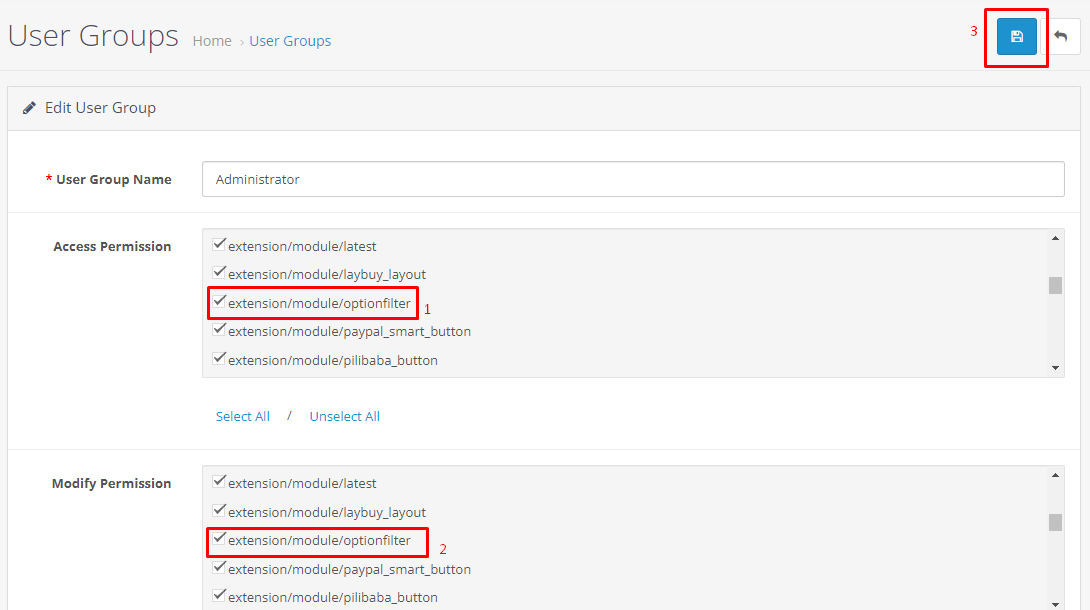 User Groups Home › User Groups
3
Edit User Group
* User Group Name Administrator
Access Permission extension/module/latest
extension/module/laybuy_layout
extension/module/optionfilter 1
extension/module/paypal_smart_button
extension/module/pilibaba_button
Select All / Unselect All
Modify Permission extension/module/latest
extension/module/laybuy_layout
extension/module/optionfilter 2
extension/module/paypal_smart_button
extension/module/pilibaba_button